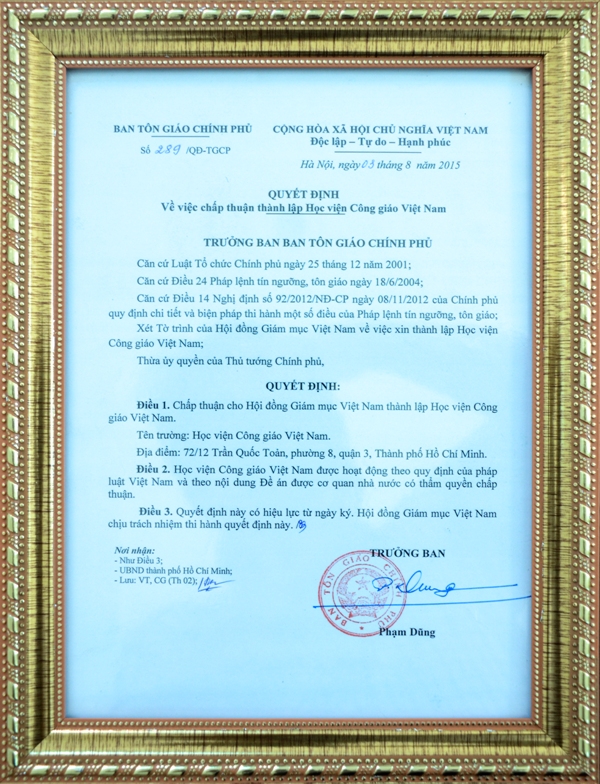 BAN TÔN GIÁO CHÍNH PHỦ
Số 289 /QĐ-TGCP
CỘNG HÒA XÃ HỘI CHỦ NGHĨA VIỆT NAM
Độc lập – Tự do – Hạnh phúc
Hà Nội, ngày 03 tháng 8 năm 2015
QUYẾT ĐỊNH
Về việc chấp thuận thành lập Học viện Công giáo Việt Nam
TRƯỞNG BAN BAN TÔN GIÁO CHÍNH PHỦ
Căn cứ Luật Tổ chức Chính phủ ngày 25 tháng 12 năm 2001;
Căn cứ Điều 24 Pháp lệnh tín ngưỡng, tôn giáo ngày 18/6/2004;
Căn cứ Điều 14 Nghị định số 92/2012/NĐ-CP ngày 08/11/2012 của Chính phủ
quy định chi tiết và biện pháp thi hành một số điều của Pháp lệnh tín ngưỡng, tôn giáo;
Xét Tờ trình của Hội đồng Giám mục Việt Nam về việc xin thành lập Học viện
Công giáo Việt Nam;
Thừa ủy quyền của Thủ tướng Chính phủ,
QUYẾT ĐỊNH:
Điều 1. Chấp thuận cho Hội đồng Giám mục Việt Nam thành lập Học viện Công
giáo Việt Nam.
Tên trường: Học viện Công giáo Việt Nam.
Địa điểm: 72/12 Trần Quốc Toản, phường 8, quận 3, Thành phố Hồ Chí Minh.
Điều 2. Học viện Công giáo Việt Nam được hoạt động theo quy định của pháp
luật Việt Nam và theo nội dung Đề án được cơ quan nhà nước có thẩm quyền chấp
thuận.
Điều 3. Quyết định này có hiệu lực từ ngày ký. Hội đồng Giám mục Việt Nam
chịu trách nhiệm thi hành quyết định này.
Nơi nhận:
- Như Điều 3;
- UBND thành phố Hồ Chí Minh;
- Lưu: VT, CG (Th 02);
TRƯỞNG BAN
BAN TÔN GIÁO CHÍNH PHỦ
Phạm Dũng